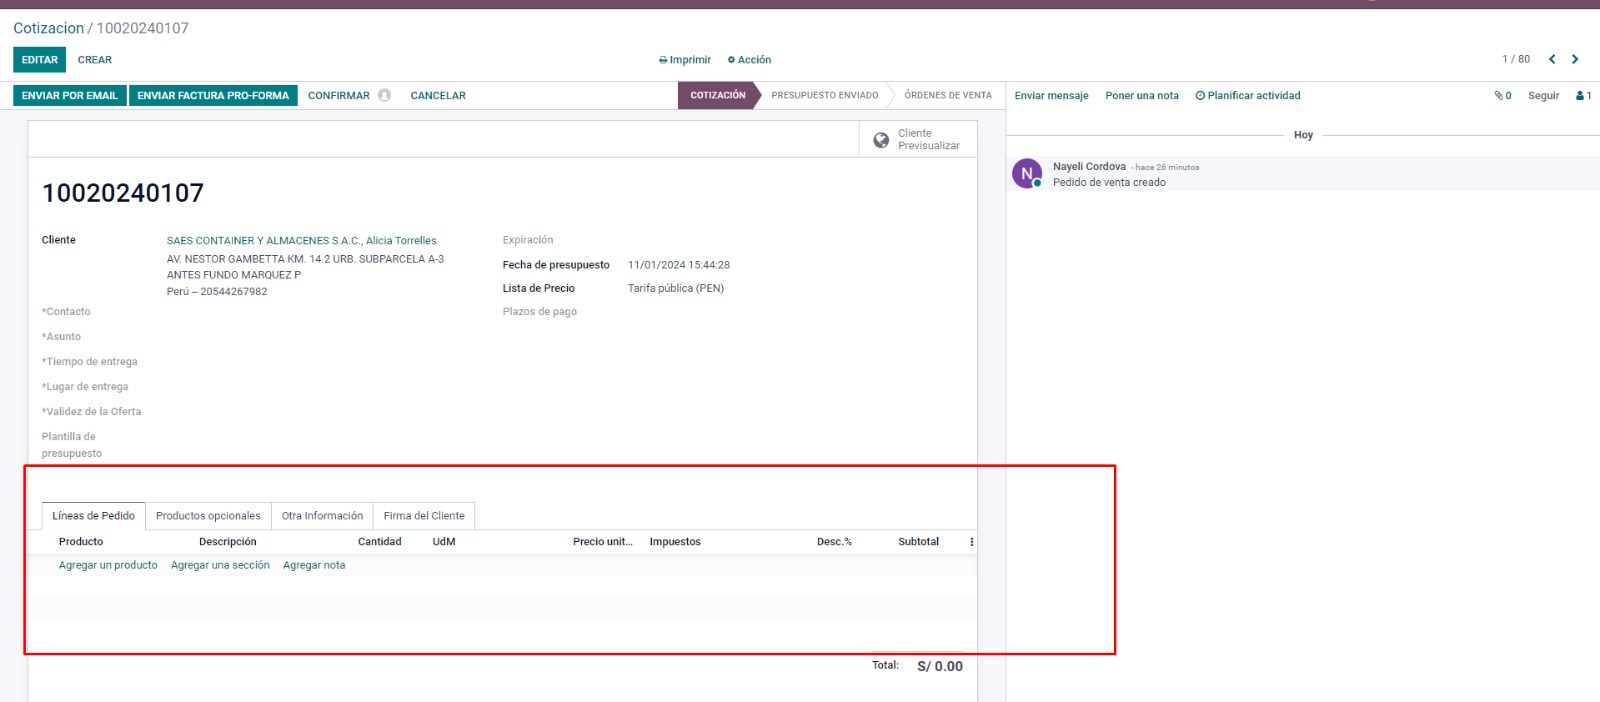 Cotizacion / 10020240107
EDITAR CREAR Imprimir Acción 1 / 80
ENVIAR POR EMAIL ENVIAR FACTURA PRO-FORMA CONFIRMAR CANCELAR COTIZACIÓN PRESUPUESTO ENVIADO ÓRDENES DE VENTA Enviar mensaje Poner una nota Planificar actividad 0 Seguir 1
Cliente
Previsualizar
Hoy
N
Nayeli Cordova - hace 26 minutos
Pedido de venta creado
10020240107
Cliente SAES CONTAINER Y ALMACENES S.A.C., Alicia Torrelles
AV. NESTOR GAMBETTA KM. 14.2 URB. SUBPARCELA A-3
ANTES FUNDO MARQUEZ P
Perú – 20544267982
*Contacto
*Asunto
*Tiempo de entrega
*Lugar de entrega
*Validez de la Oferta
Plantilla de
presupuesto
Expiración
Fecha de presupuesto 11/01/2024 15:44:28
Lista de Precio Tarifa pública (PEN)
Plazos de pago
Líneas de Pedido Productos opcionales Otra Información Firma del Cliente
Producto Descripción Cantidad UdM Precio unit... Impuestos Desc.% Subtotal
Agregar un producto Agregar una sección Agregar nota
Total: S/ 0.00